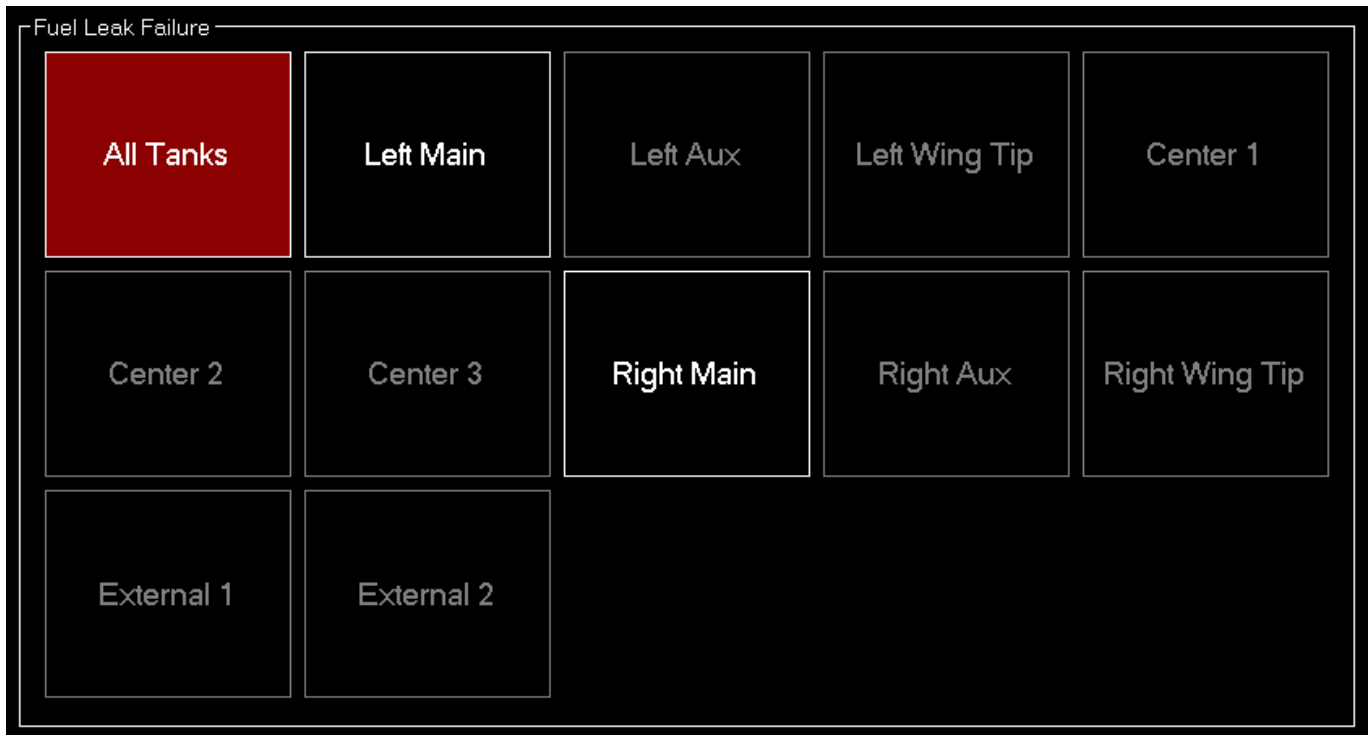 Fuel Leak Failure
All Tanks
Left Main
Left Aux
Left Wing Tip
Center 1
Center 2
Center 3
Right Main
Right Aux
Right Wing Tip
External 1
External 2